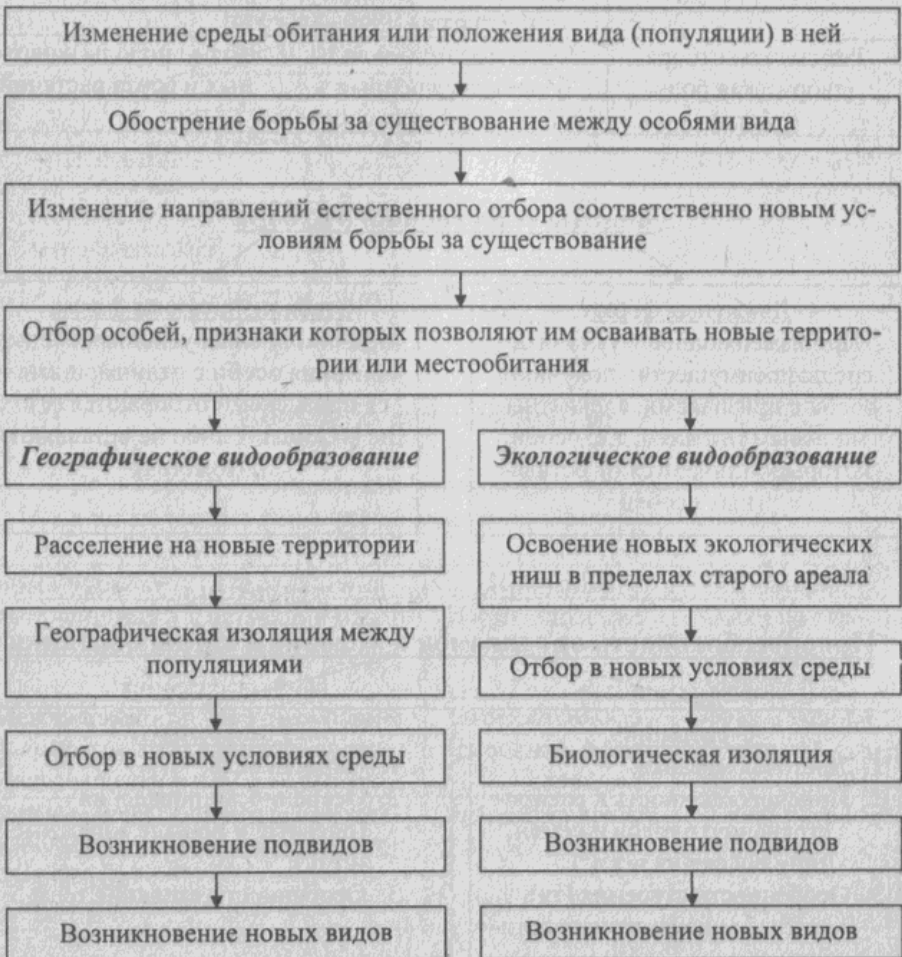 Изменение среды обитания или положения вида (популяции) в ней
Обострение борьбы за существование между особями вида
Изменение направлений естественного отбора соответственно новым ус-
ловиям борьбы за существование
Отбор особей, признаки которых позволяют им осваивать новые террито-
рии или местообитания
Географическое видообразование
Расселение на новые территории
Географическая изоляция между
популяциями
Отбор в новых условиях среды
Возникновение подвидов
Возникновение новых видов
Экологическое видообразование
Освоение новых экологических
ниш в пределах старого ареала
Отбор в новых условиях среды
Биологическая изоляция
Возникновение подвидов
Возникновение новых видов